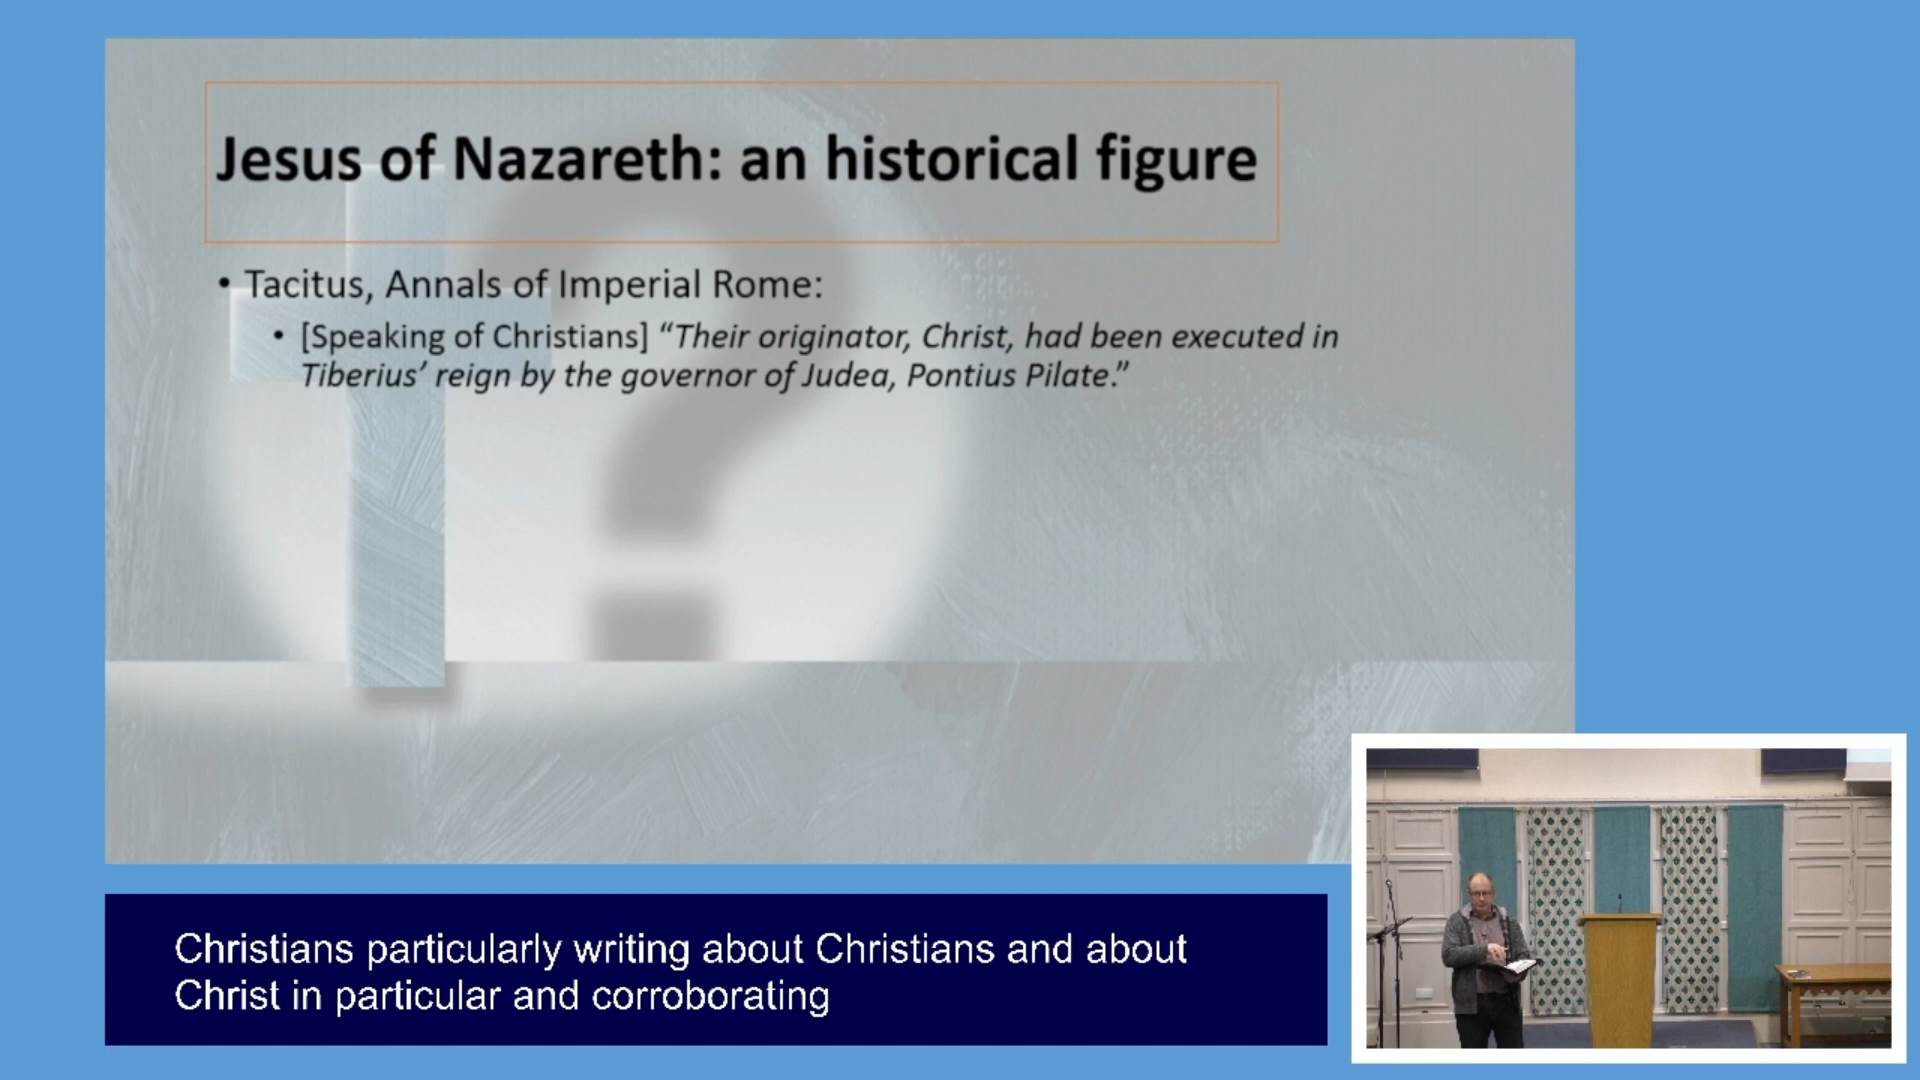 Jesus of Nazareth: an historical figure
• Tacitus, Annals of Imperial Rome:
• [Speaking of Christians] “Their originator, Christ, had been executed in
Tiberius’ reign by the governor of Judea, Pontius Pilate.”
Christians particularly writing about Christians and about
Christ in particular and corroborating